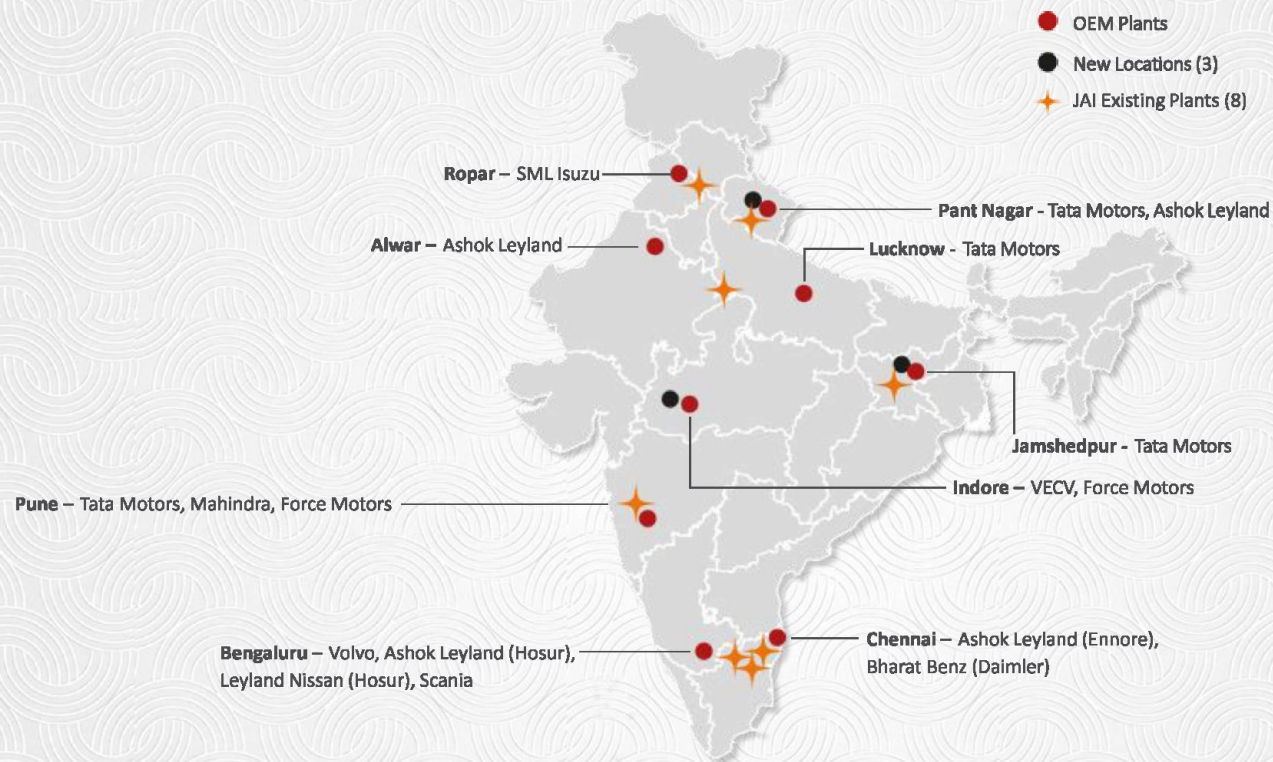 OEM Plants
New Locations (3)
JAI Existing Plants (8)
Ropar – SML Isuzu
Pant Nagar - Tata Motors, Ashok Leyland
Alwar – Ashok Leyland
Lucknow - Tata Motors
Jamshedpur - Tata Motors
Indore – VECV, Force Motors
Pune – Tata Motors, Mahindra, Force Motors
Bengaluru – Volvo, Ashok Leyland (Hosur),
Leyland Nissan (Hosur), Scania
Chennai – Ashok Leyland (Ennore),
Bharat Benz (Daimler)